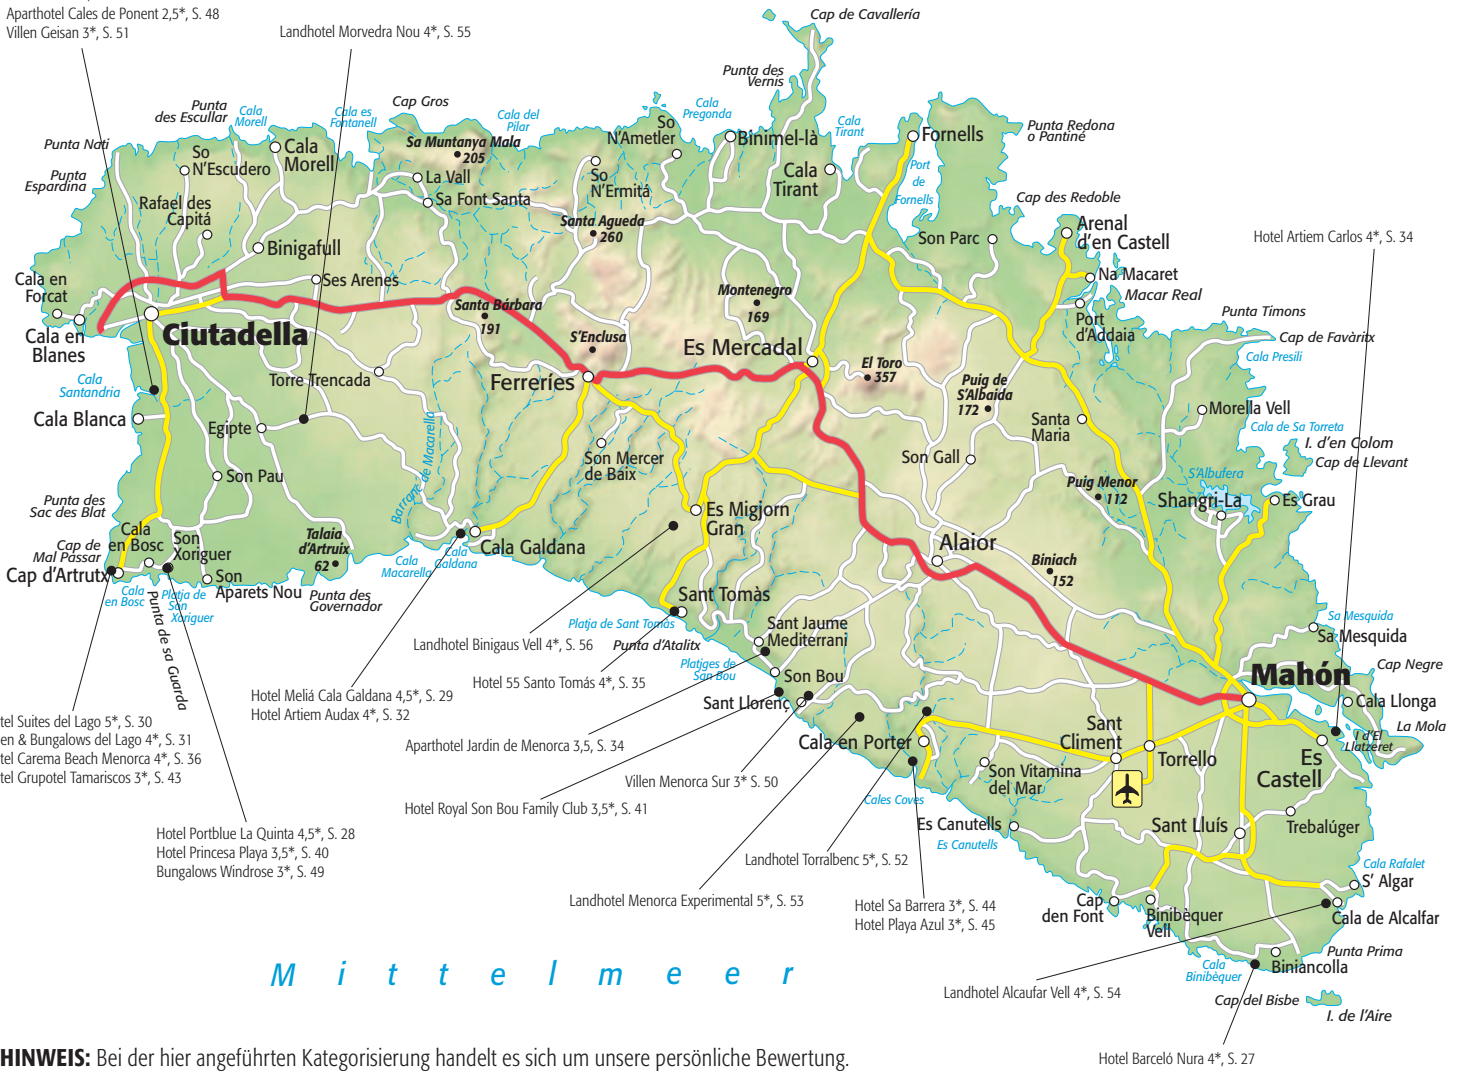 Aparthotel Cales de Ponent 2,5*, S. 48
Villen Geisan 3*, S. 51
Landhotel Morvedra Nou 4*, S. 55
Cap de Cavallería
Punta des
Vernis
Punta
des Escullar
Cala
Morell
Cala es
Fontanell
Cap Gros
Cala del
Pilar
Cala
Pregonda
Cala
Tirant
Punta Redona
o Pantiné
Punta Nati
Punta
Espardina
So
N'Escudero
Cala
Morell
Sa Muntanya Mala
205
La Vall
Sa Font Santa
So
N'Ametler
So
N'Ermitá
Binimel-là
Cala
Tirant
Fornells
Port
de
Fornells
Rafal des
Capitá
Binigafull
Santa Agueda
260
Son Parc
Cap des Redoble
Arenal
d'en Castell
Na Macaret
Macar Real
Port
d'Addaia
Hotel Artiem Carlos 4*, S. 34
Cala en
Forcat
Ses Arenes
Cala en
Blanes
Ciutadella
Santa Bárbara
191
S'Enclusa
Montenegro
169
Punta Timons
Cap de Favàritx
Cala Presili
Es Mercadal
El Toro
357
Ferreríes
Cala
Santandria
Torre Trencada
Puig de
S'Albaida
172
Cala Blanca
Egipte
Santa
Maria
Morella Vell
Cala de Sa Torreta
I. d'en Colom
Cap de Llevant
Barranc de Macarella
Son Mercer
de Baix
Son Gall
Son Pau
Puig Menor
112
S'Albufera
Shangri-La
Es Grau
Punta des
Sac des Blat
Es Migjorn
Gran
Cap de
Mal Passar
Cala
en Bosc
Son
Xoriguer
Talaia
d'Artruix
62
Cala Galdana
Cala
Macarella
Cala
Galdana
Alaior
Biniach
152
Cap d'Artrutx
Son
Aparets Nou
Cala
en Bosc
Platja de
San
Xoriguer
Punta de sa Guarda
Punta des
Governador
Sant Tomàs
Platja de Sant Tomàs
Punta d'Atalitx
Sant Jaume
Mediterrani
Landhotel Binigaus Vell 4*, S. 56
Platiges de
San Bou
Son Bou
Sant Llorenç
Hotel 55 Santo Tomás 4*, S. 35
Sa Mesquida
Sa Mesquida
Cap Negre
Mahón
Cala Llonga
La Mola
I d'El
Llatzeret
Hotel Meliá Cala Galdana 4,5*, S. 29
Hotel Artiem Audax 4*, S. 32
tel Suites del Lago 5*, S. 30
en & Bungalows del Lago 4*, S. 31
tel Carema Beach Menorca 4*, S. 36
tel Grupotel Tamariscos 3*, S. 43
Aparthotel Jardin de Menorca 3,5, S. 34
Cala en Porter
Sant
Climent
Torrello
Es
Castell
Villen Menorca Sur 3* S. 50
Son Vitamina
del Mar
Hotel Royal Son Bou Family Club 3,5*, S. 41
Cales Coves
Es Canutells
Es Canutells
Sant Lluís
Trebalúger
Hotel Portblue La Quinta 4,5*, S. 28
Hotel Princesa Playa 3,5*, S. 40
Bungalows Windrose 3*, S. 49
Landhotel Torralbenc 5*, S. 52
Cala Rafalet
S' Algar
Landhotel Menorca Experimental 5*, S. 53
Hotel Sa Barrera 3*, S. 44
Hotel Playa Azul 3*, S. 45
Cap
den Font
Binibèquer
Vell
Cala de Alcalfar
Punta Prima
Biniancolla
Cala
Binibèquer
Mittelmeer
Landhotel Alcaufar Vell 4*, S. 54
Cap del Bisbe
I. de l'Aire
HINWEIS: Bei der hier angeführten Kategorisierung handelt es sich um unsere persönliche Bewertung.
Hotel Barceló Nura 4*, S. 27